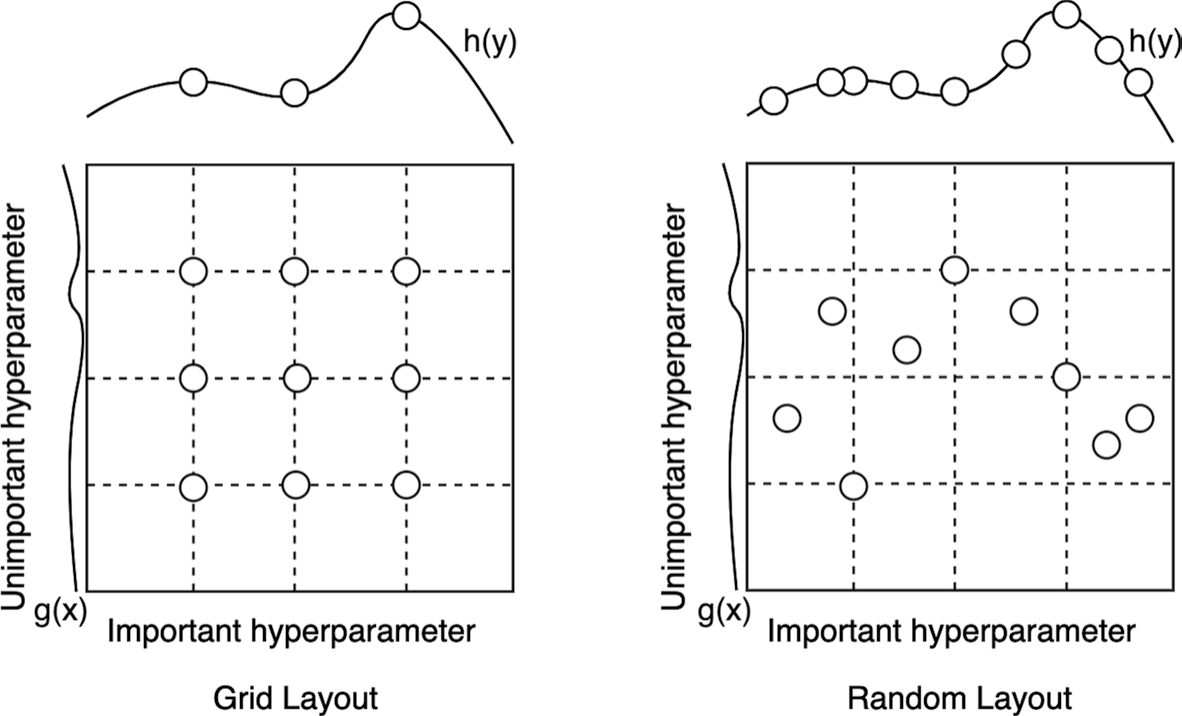 h(y)
Unimportant hyperparameter
g(x)
Important hyperparameter
Grid Layout
h(y)
Unimportant hyperparameter
g(x)
Important hyperparameter
Random Layout